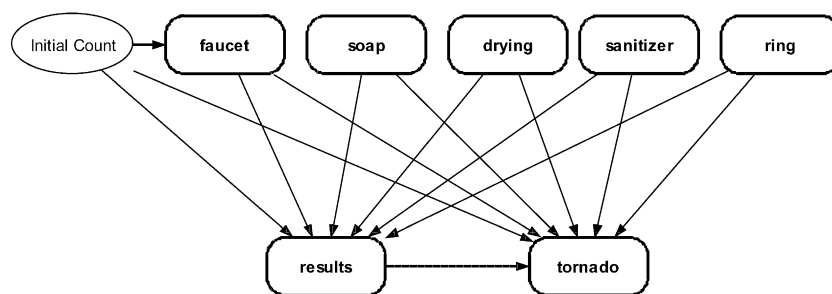 Initial Count
faucet
soap
drying
sanitizer
ring
results
tornado